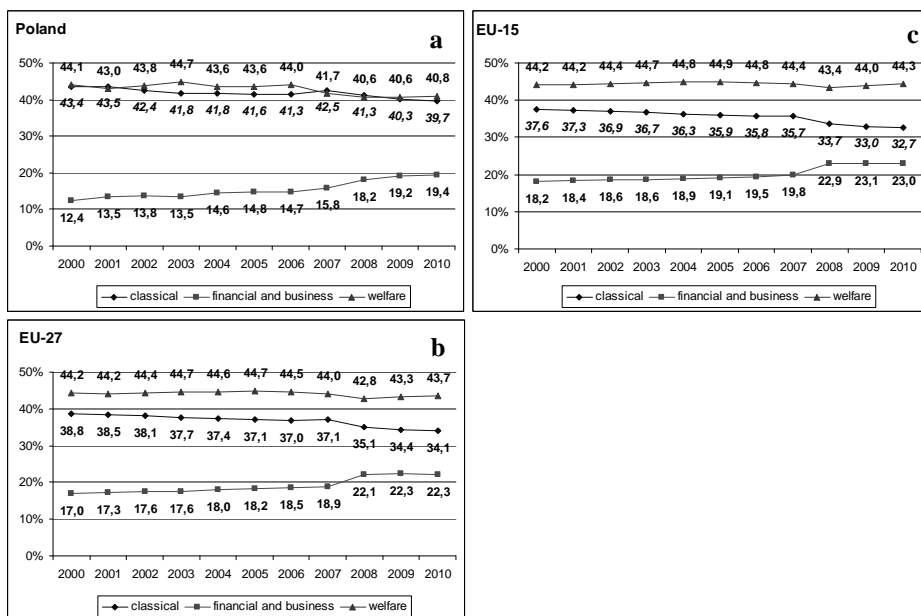 Poland
a
50%
44,1 43,0 43,8 44,7 43,6 43,6 44,0 41,7 40,6 40,6 40,8
40%
43,4 43,5 42,4 41,8 41,8 41,6 41,3 42,5 41,3 40,3 39,7
30%
20%
10%
12,4 13,5 13,8 13,5 14,6 14,8 14,7 15,8 18,2 19,2 19,4
0%
2000 2001 2002 2003 2004 2005 2006 2007 2008 2009 2010
classical financial and business welfare
EU-15
c
50%
44,2 44,2 44,4 44,7 44,8 44,9 44,8 44,4 43,4 44,0 44,3
40%
37,6 37,3 36,9 36,7 36,3 35,9 35,8 35,7 33,7 33,0 32,7
30%
20%
18,2 18,4 18,6 18,6 18,9 19,1 19,5 19,8 22,9 23,1 23,0
10%
0%
2000 2001 2002 2003 2004 2005 2006 2007 2008 2009 2010
classical financial and business welfare
EU-27
b
50%
44,2 44,2 44,4 44,7 44,6 44,7 44,5 44,0 42,8 43,3 43,7
40%
38,8 38,5 38,1 37,7 37,4 37,1 37,0 37,1 35,1 34,4 34,1
30%
20%
17,0 17,3 17,6 17,6 18,0 18,2 18,5 18,9 22,1 22,3 22,3
10%
0%
2000 2001 2002 2003 2004 2005 2006 2007 2008 2009 2010
classical financial and business welfare